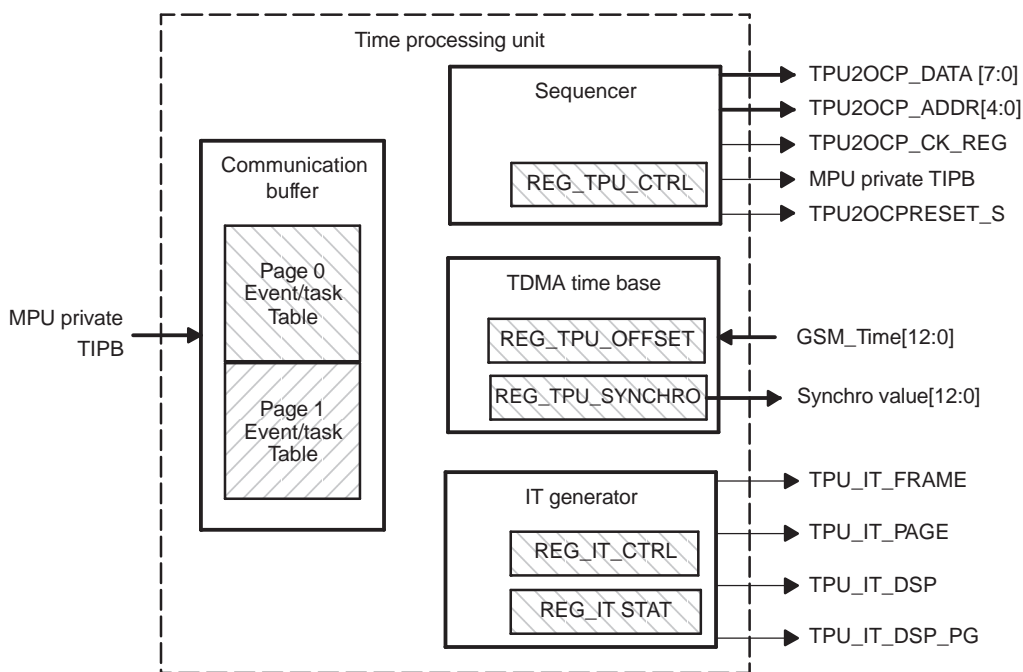 Time processing unit
Sequencer
REG_TPU_CTRL
TPU2OCP_DATA [7:0]
TPU2OCP_ADDR[4:0]
TPU2OCP_CK_REG
MPU private TIPB
TPU2OCPRESET_S
Communication
buffer
Page 0
Event/task
Table
Page 1
Event/task
Table
MPU private
TIPB
TDMA time base
REG_TPU_OFFSET
REG_TPU_SYNCHRO
GSM_Time[12:0]
Synchro value[12:0]
IT generator
REG_IT_CTRL
REG_IT STAT
TPU_IT_FRAME
TPU_IT_PAGE
TPU_IT_DSP
TPU_IT_DSP_PG